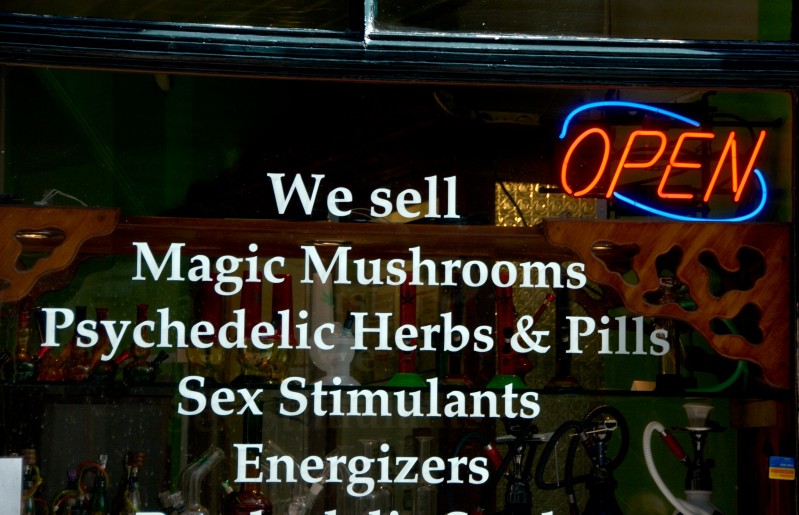 OPEN
We sell
Magic Mushrooms
Psychedelic Herbs & Pills
Sex Stimulants
Energizers